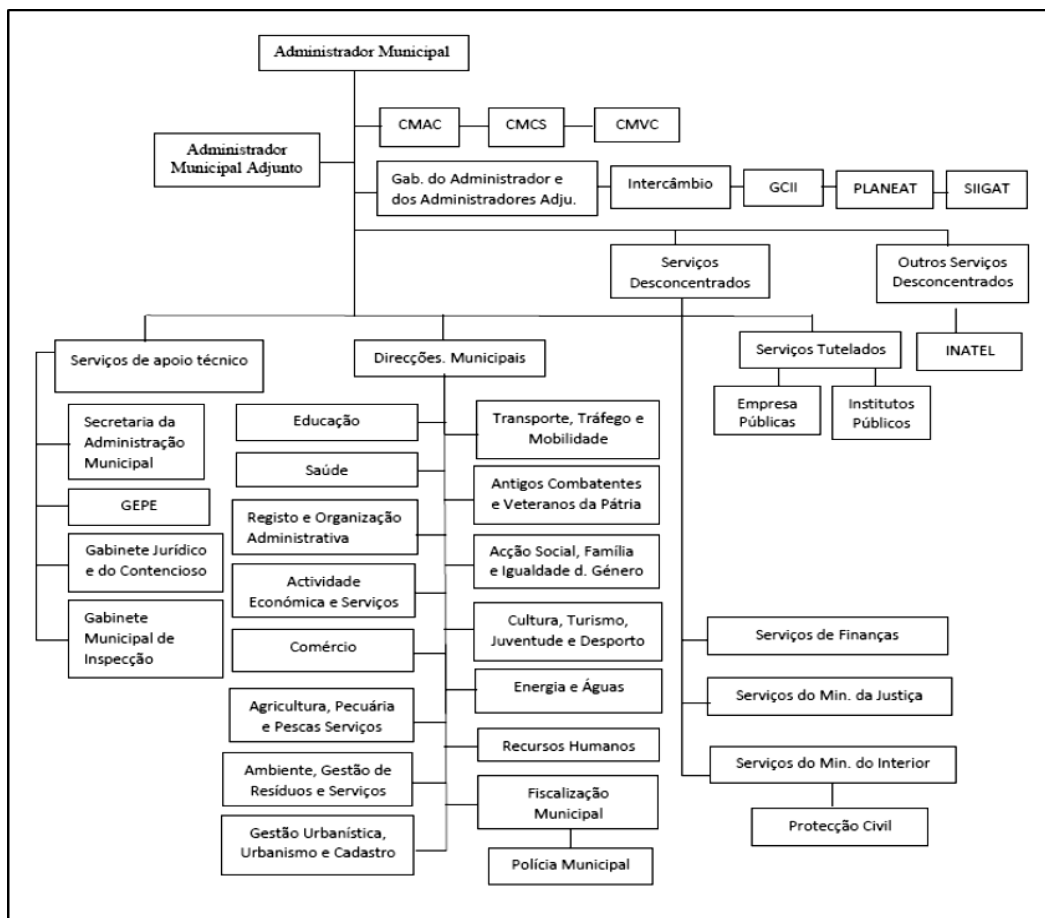 Administrador Municipal
CMAC
CMCS
CMVC
Administrador
Municipal Adjunto
Gab. do Administrador e
dos Administradores Adju.
Intercâmbio
GCII
PLANEAT
SIIGAT
Serviços
Desconcentrados
Outros Serviços
Desconcentrados
Serviços de apoio técnico
Direcções. Municipais
Serviços Tutelados
INATEL
Empresa
Públicas
Institutos
Públicos
Secretaria da
Administração
Municipal
GEPE
Gabinete Jurídico
e do Contencioso
Gabinete
Municipal de
Inspecção
Educação
Saúde
Registo e Organização
Administrativa
Actividade
Económica e Serviços
Comércio
Agricultura, Pecuária
e Pescas Serviços
Ambiente, Gestão de
Resíduos e Serviços
Gestão Urbanística,
Urbanismo e Cadastro
Transporte, Tráfego e
Mobilidade
Antigos Combatentes
e Veteranos da Pátria
Acção Social, Família
e Igualdade d. Género
Cultura, Turismo,
Juventude e Desporto
Energia e Águas
Recursos Humanos
Fiscalização
Municipal
Polícia Municipal
Serviços de Finanças
Serviços do Min. da Justiça
Serviços do Min. do Interior
Protecção Civil